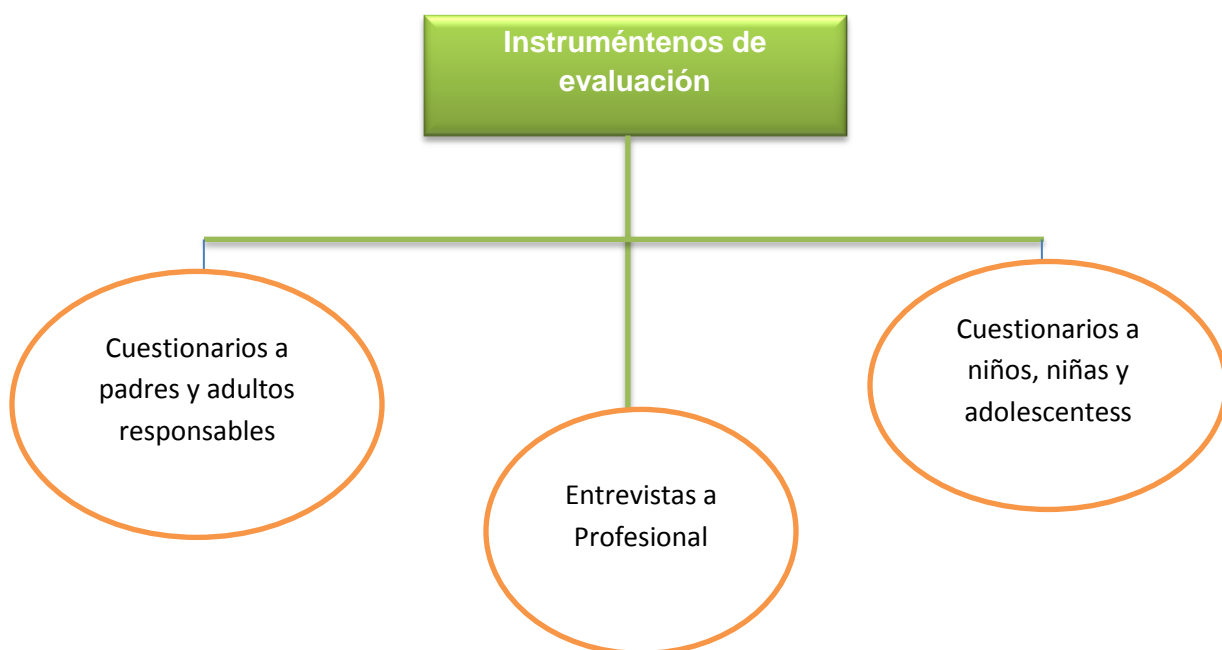 Instruméntenos de
evaluación
Cuestionarios a
padres y adultos
responsables
Entrevistas a
Profesional
Cuestionarios a
niños, niñas y
adolescentess